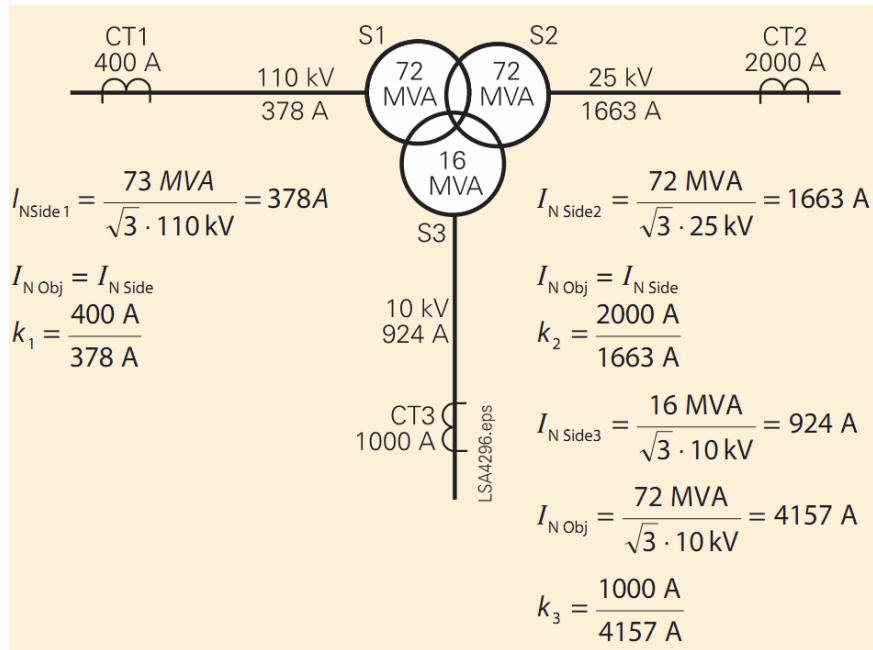 CT1
400 A
S1
S2
CT2
2000 A
110 kV
378 A
72
MVA
72
MVA
25 kV
1663 A
16
MVA
S3
I_NSide 1 = 73 MVA / √3 · 110 kV = 378A
I_N Obj = I_N Side
k_1 = 400 A / 378 A
10 kV
924 A
CT3
1000 A
LSA4296.eps
I_N Side2 = 72 MVA / √3 · 25 kV = 1663 A
I_N Obj = I_N Side
k_2 = 2000 A / 1663 A
I_N Side3 = 16 MVA / √3 · 10 kV = 924 A
I_N Obj = 72 MVA / √3 · 10 kV = 4157 A
k_3 = 1000 A / 4157 A